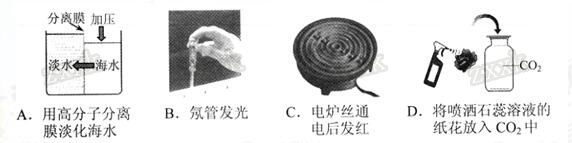 分离膜 加压
淡水 海水
CO₂
A. 用高分子分离膜淡化海水
B. 氖管发光
C. 电炉丝通电后发红
D. 将喷洒石蕊溶液的纸花放入CO₂中